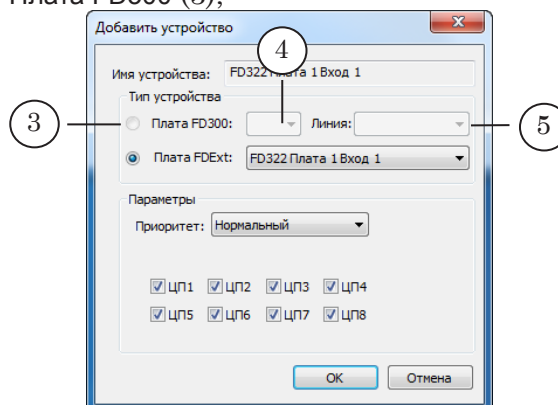 Плата FD300 (3),
Добавить устройство
4
Имя устройства: FD322 Плата 1 Вход 1
Тип устройства
3 Плата FD300: Линия: 5
Плата FDExt: FD322 Плата 1 Вход 1
Параметры
Приоритет: Нормальный
ЦП1 ЦП2 ЦП3 ЦП4
ЦП5 ЦП6 ЦП7 ЦП8
OK Отмена